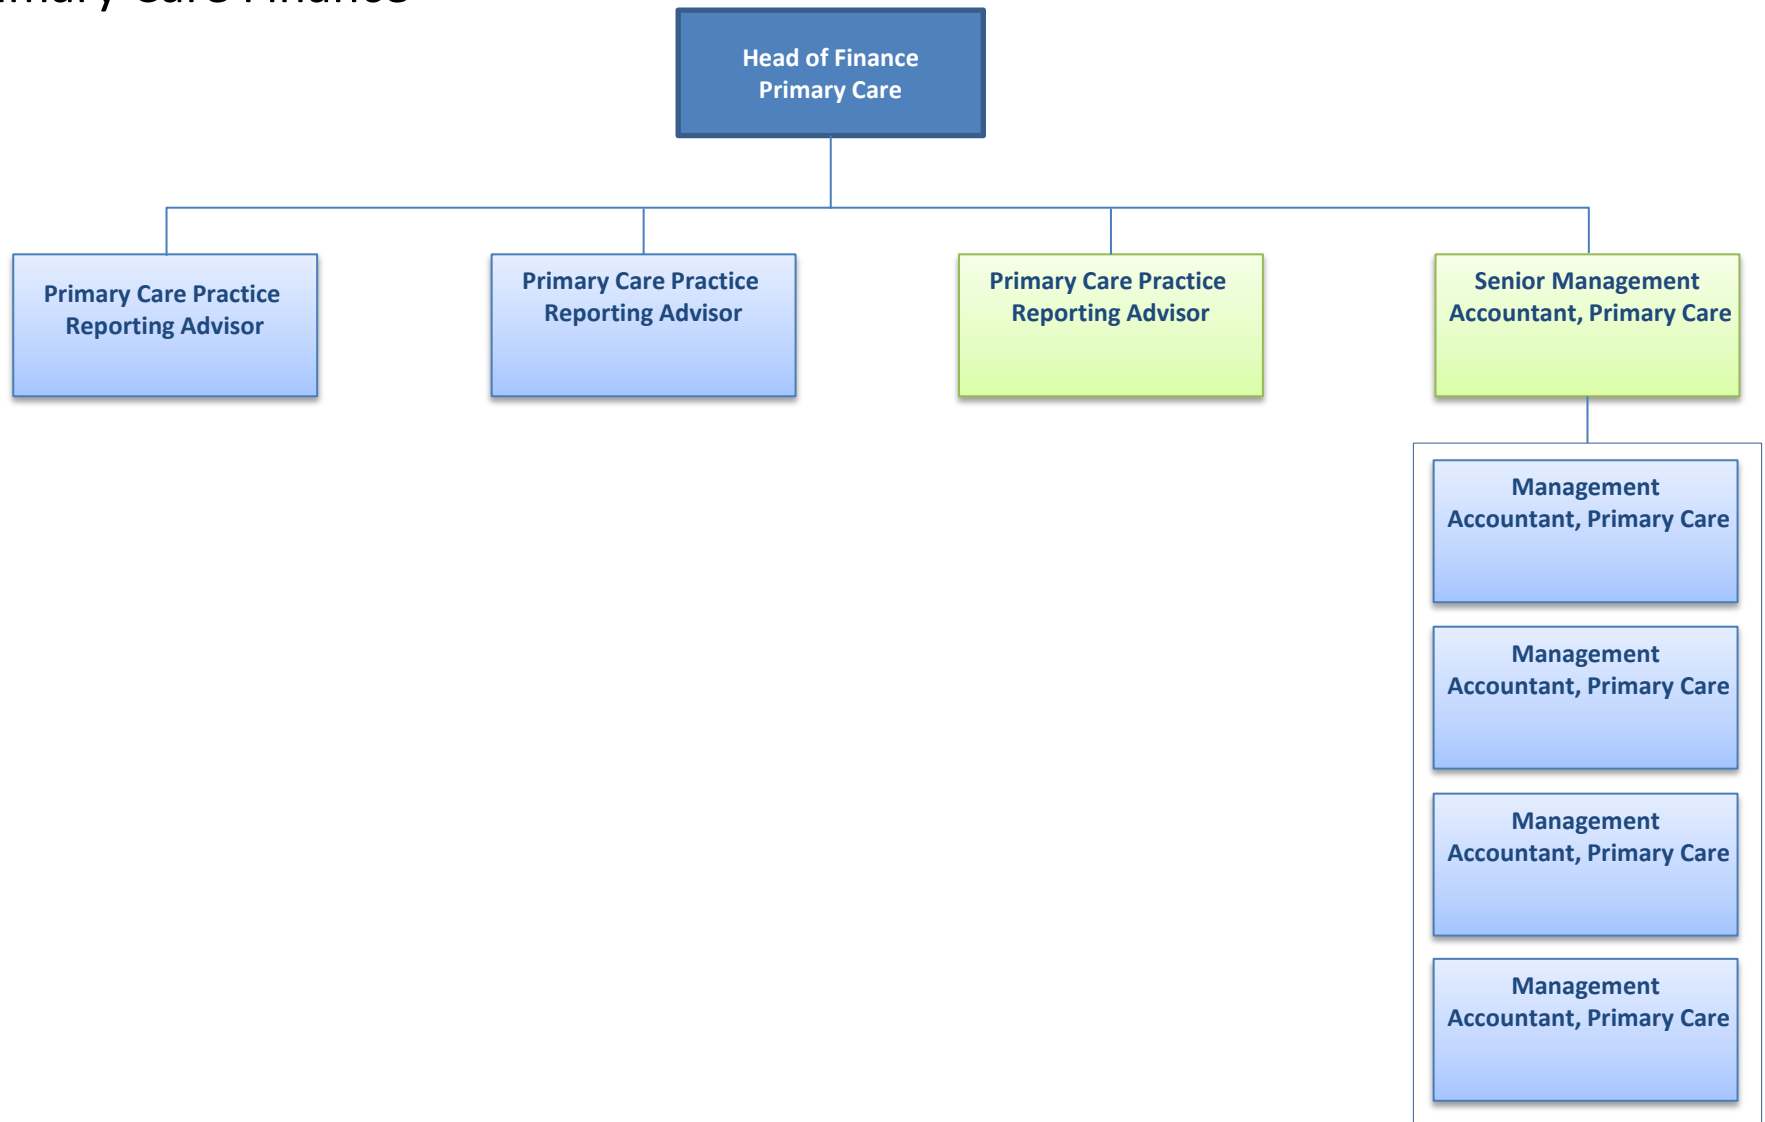 Care Finance
Head of Finance
Primary Care
Primary Care Practice
Reporting Advisor
Primary Care Practice
Reporting Advisor
Primary Care Practice
Reporting Advisor
Senior Management
Accountant, Primary Care
Management
Accountant, Primary Care
Management
Accountant, Primary Care
Management
Accountant, Primary Care
Management
Accountant, Primary Care